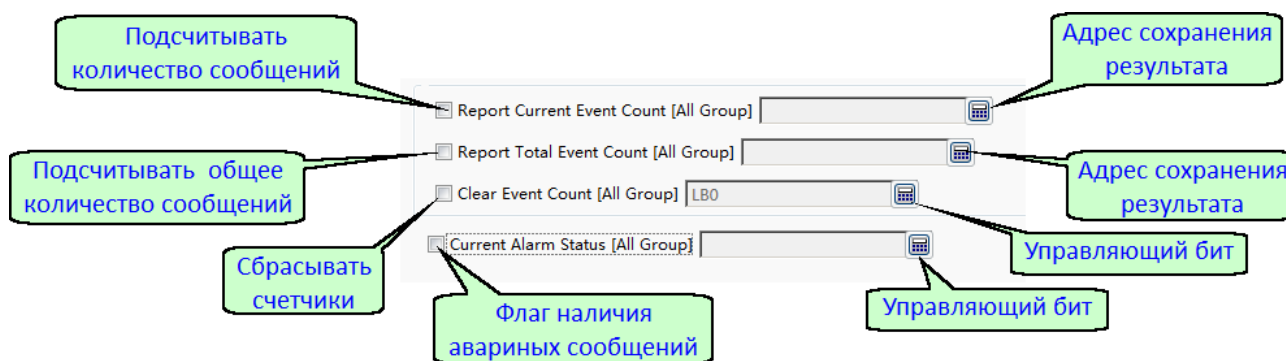 Подсчитывать
количество сообщений
Адрес сохранения
результата
Report Current Event Count [All Group]
Report Total Event Count [All Group]
Подсчитывать общее
количество сообщений
Адрес сохранения
результата
Clear Event Count [All Group] LB0
Current Alarm Status [All Group]
Сбрасывать
счетчики
Управляющий бит
Флаг наличия
авариных сообщений
Управляющий бит